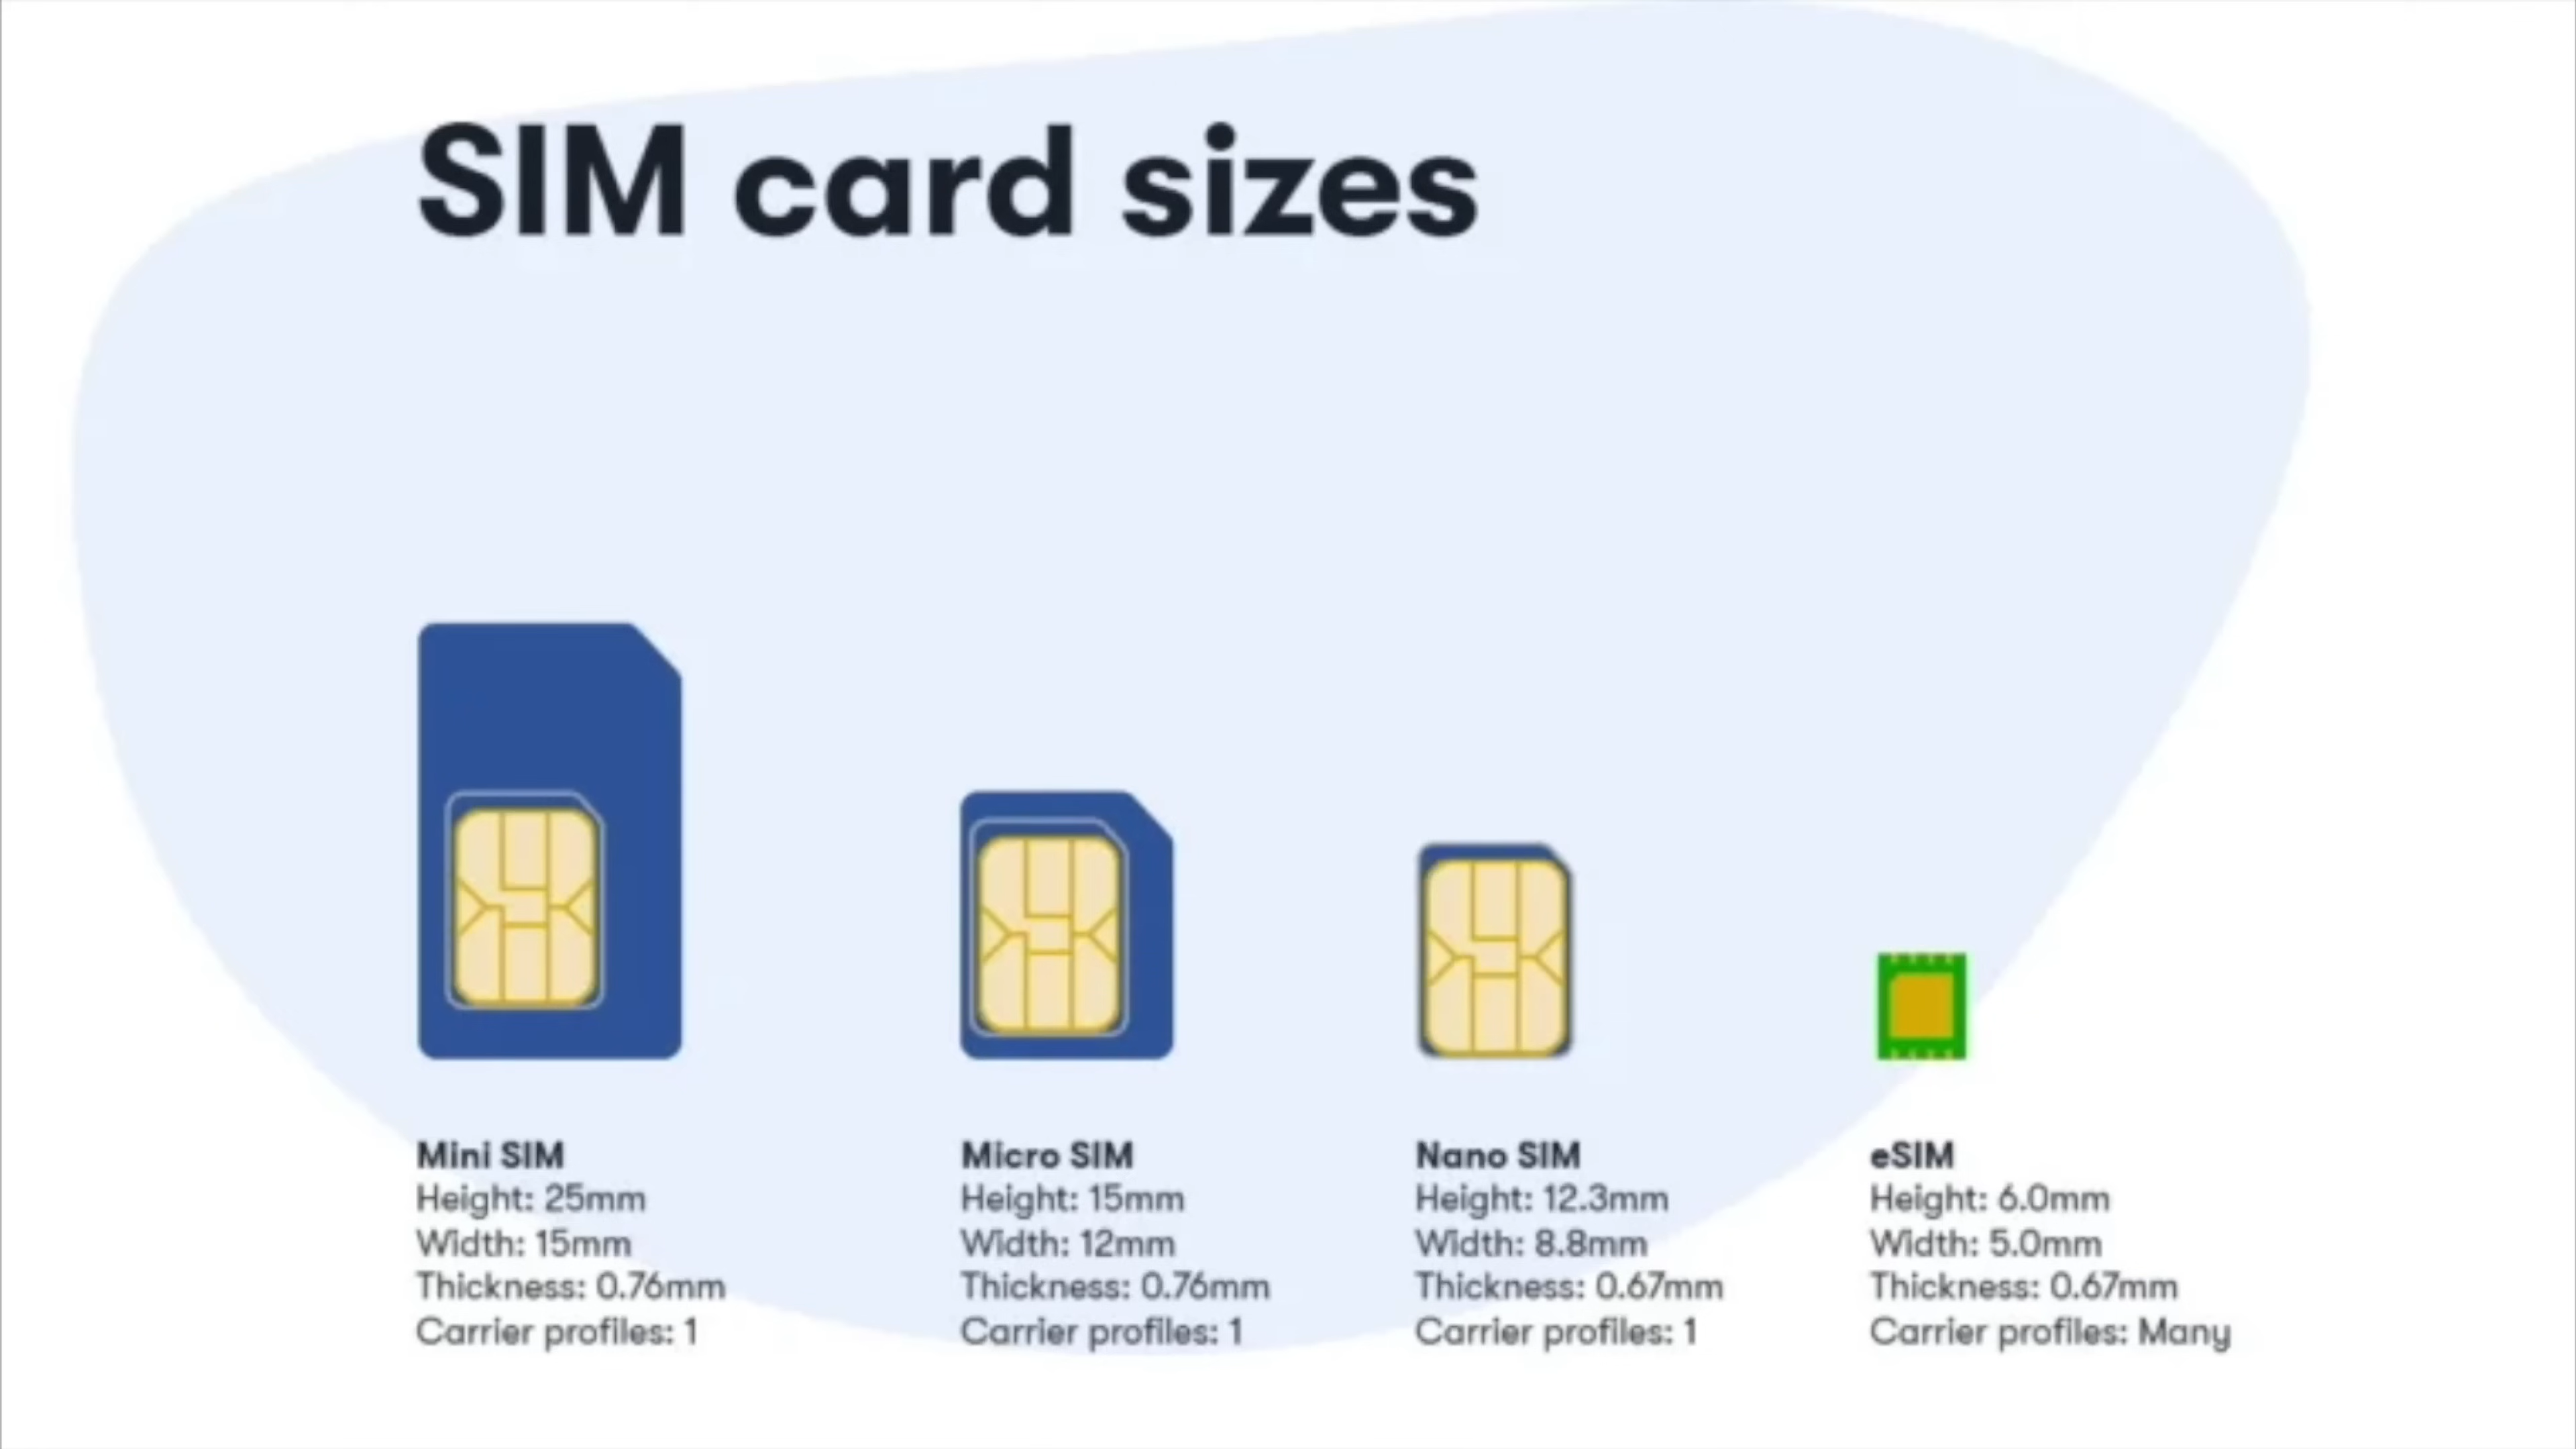 SIM card sizes
Mini SIM
Height: 25mm
Width: 15mm
Thickness: 0.76mm
Carrier profiles: 1
Micro SIM
Height: 15mm
Width: 12mm
Thickness: 0.76mm
Carrier profiles: 1
Nano SIM
Height: 12.3mm
Width: 8.8mm
Thickness: 0.67mm
Carrier profiles: 1
eSIM
Height: 6.0mm
Width: 5.0mm
Thickness: 0.67mm
Carrier profiles: Many